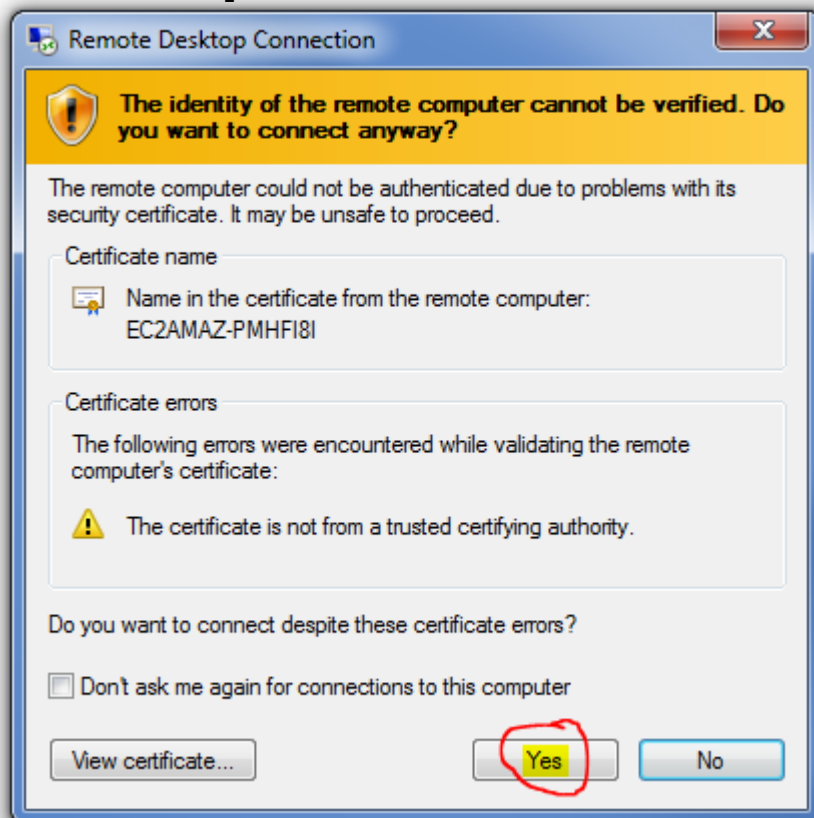 Remote Desktop Connection
The identity of the remote computer cannot be verified. Do
you want to connect anyway?
The remote computer could not be authenticated due to problems with its
security certificate. It may be unsafe to proceed.
Certificate name
Name in the certificate from the remote computer:
EC2AMAZ-PMHFI8I
Certificate errors
The following errors were encountered while validating the remote
computer's certificate:
The certificate is not from a trusted certifying authority.
Do you want to connect despite these certificate errors?
Don't ask me again for connections to this computer
View certificate...
Yes
No